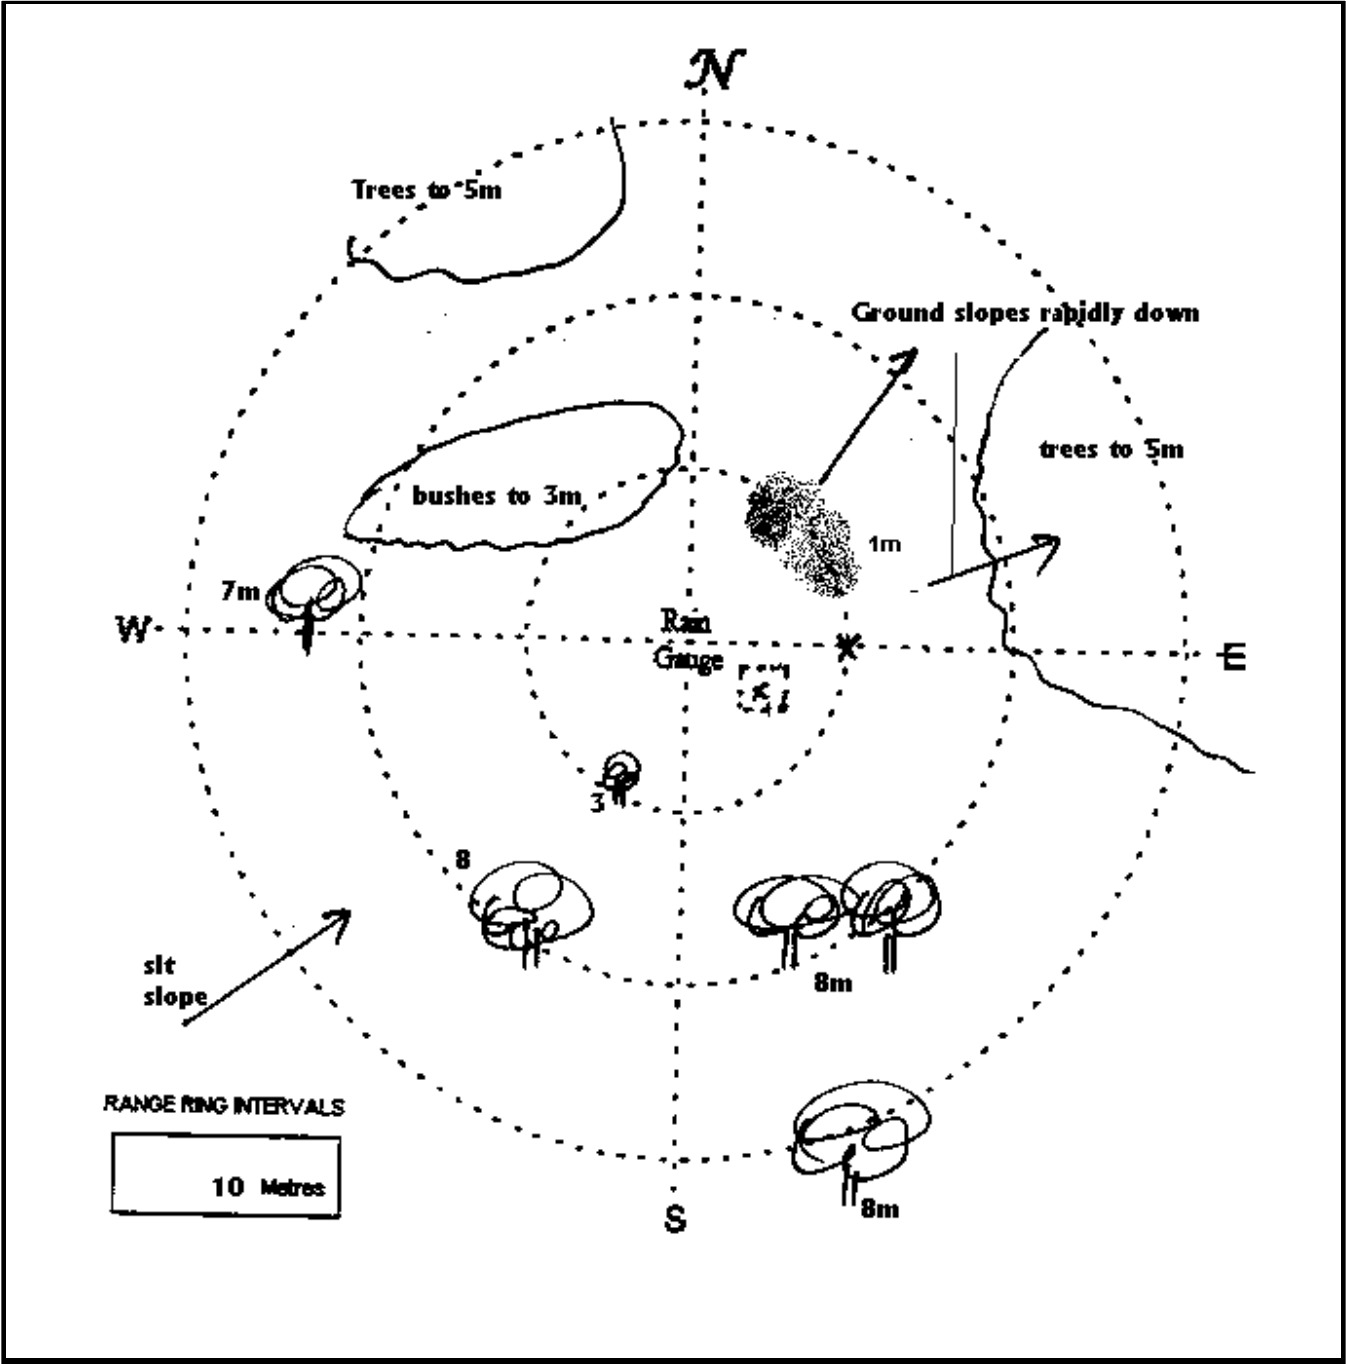 N
Trees to 5m
Ground slopes rapidly down
trees to 5m
bushes to 3m
1m
7m
W
Rain
Gauge
E
3
8
8m
slt
slope
RANGE RING INTERVALS
10 Metres
8m
S